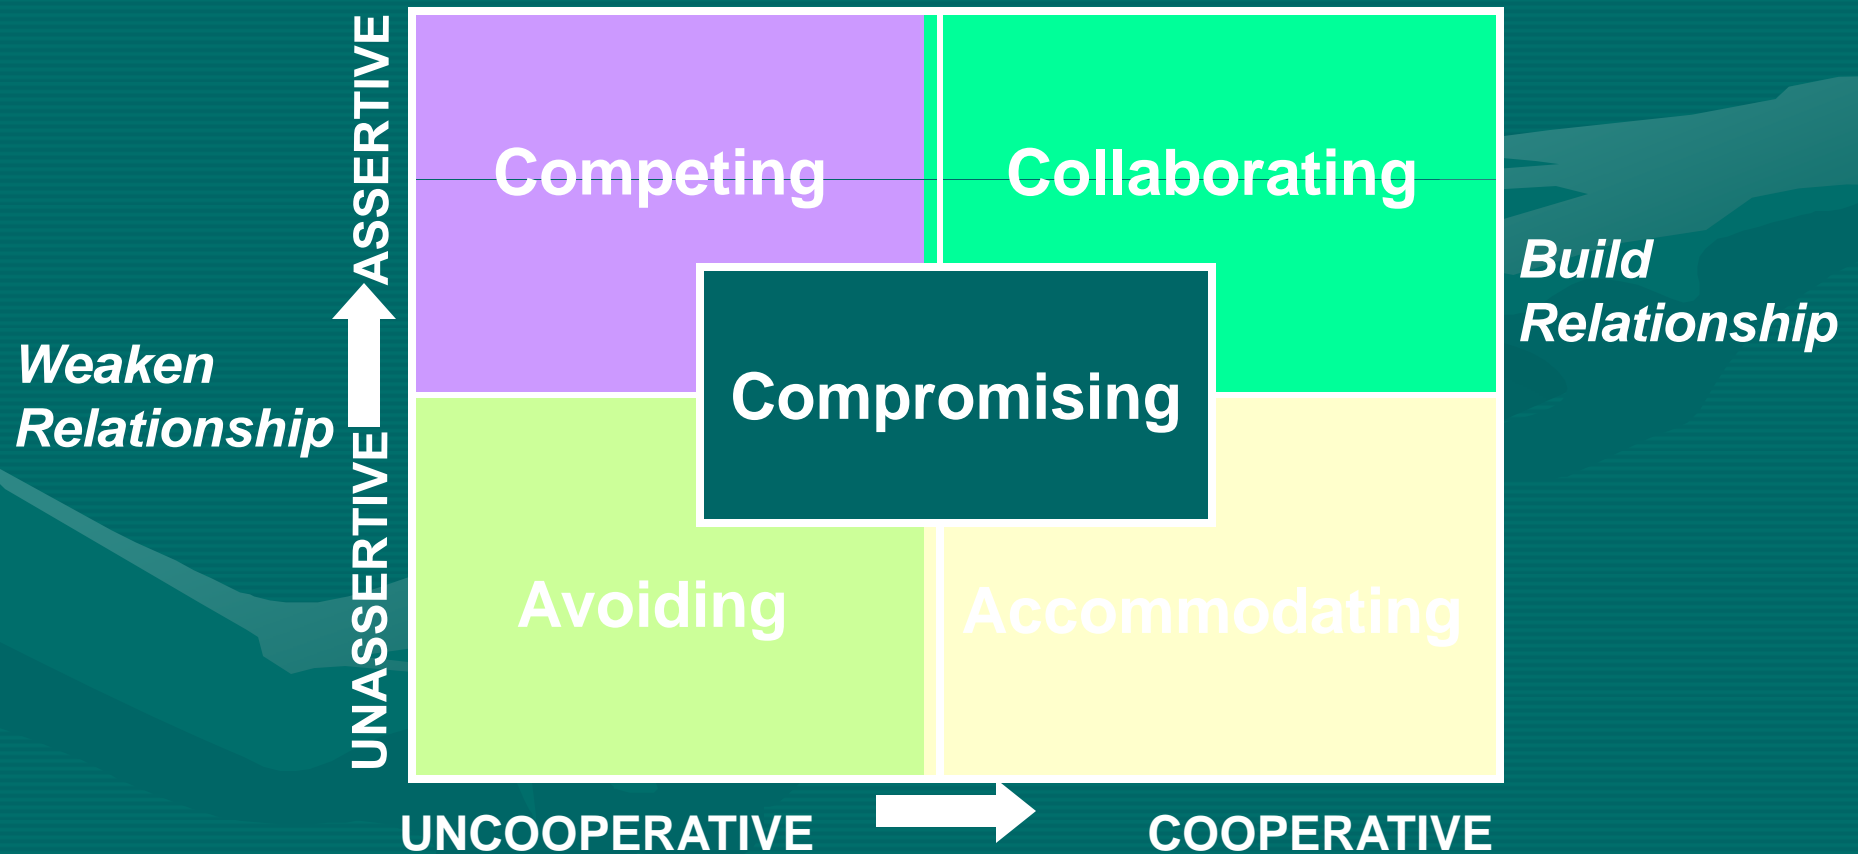 ASSERTIVE
Competing
Collaborating
Build
Relationship
Weaken
Relationship
Compromising
UNASSERTIVE
Avoiding
Accommodating
UNCOOPERATIVE
COOPERATIVE